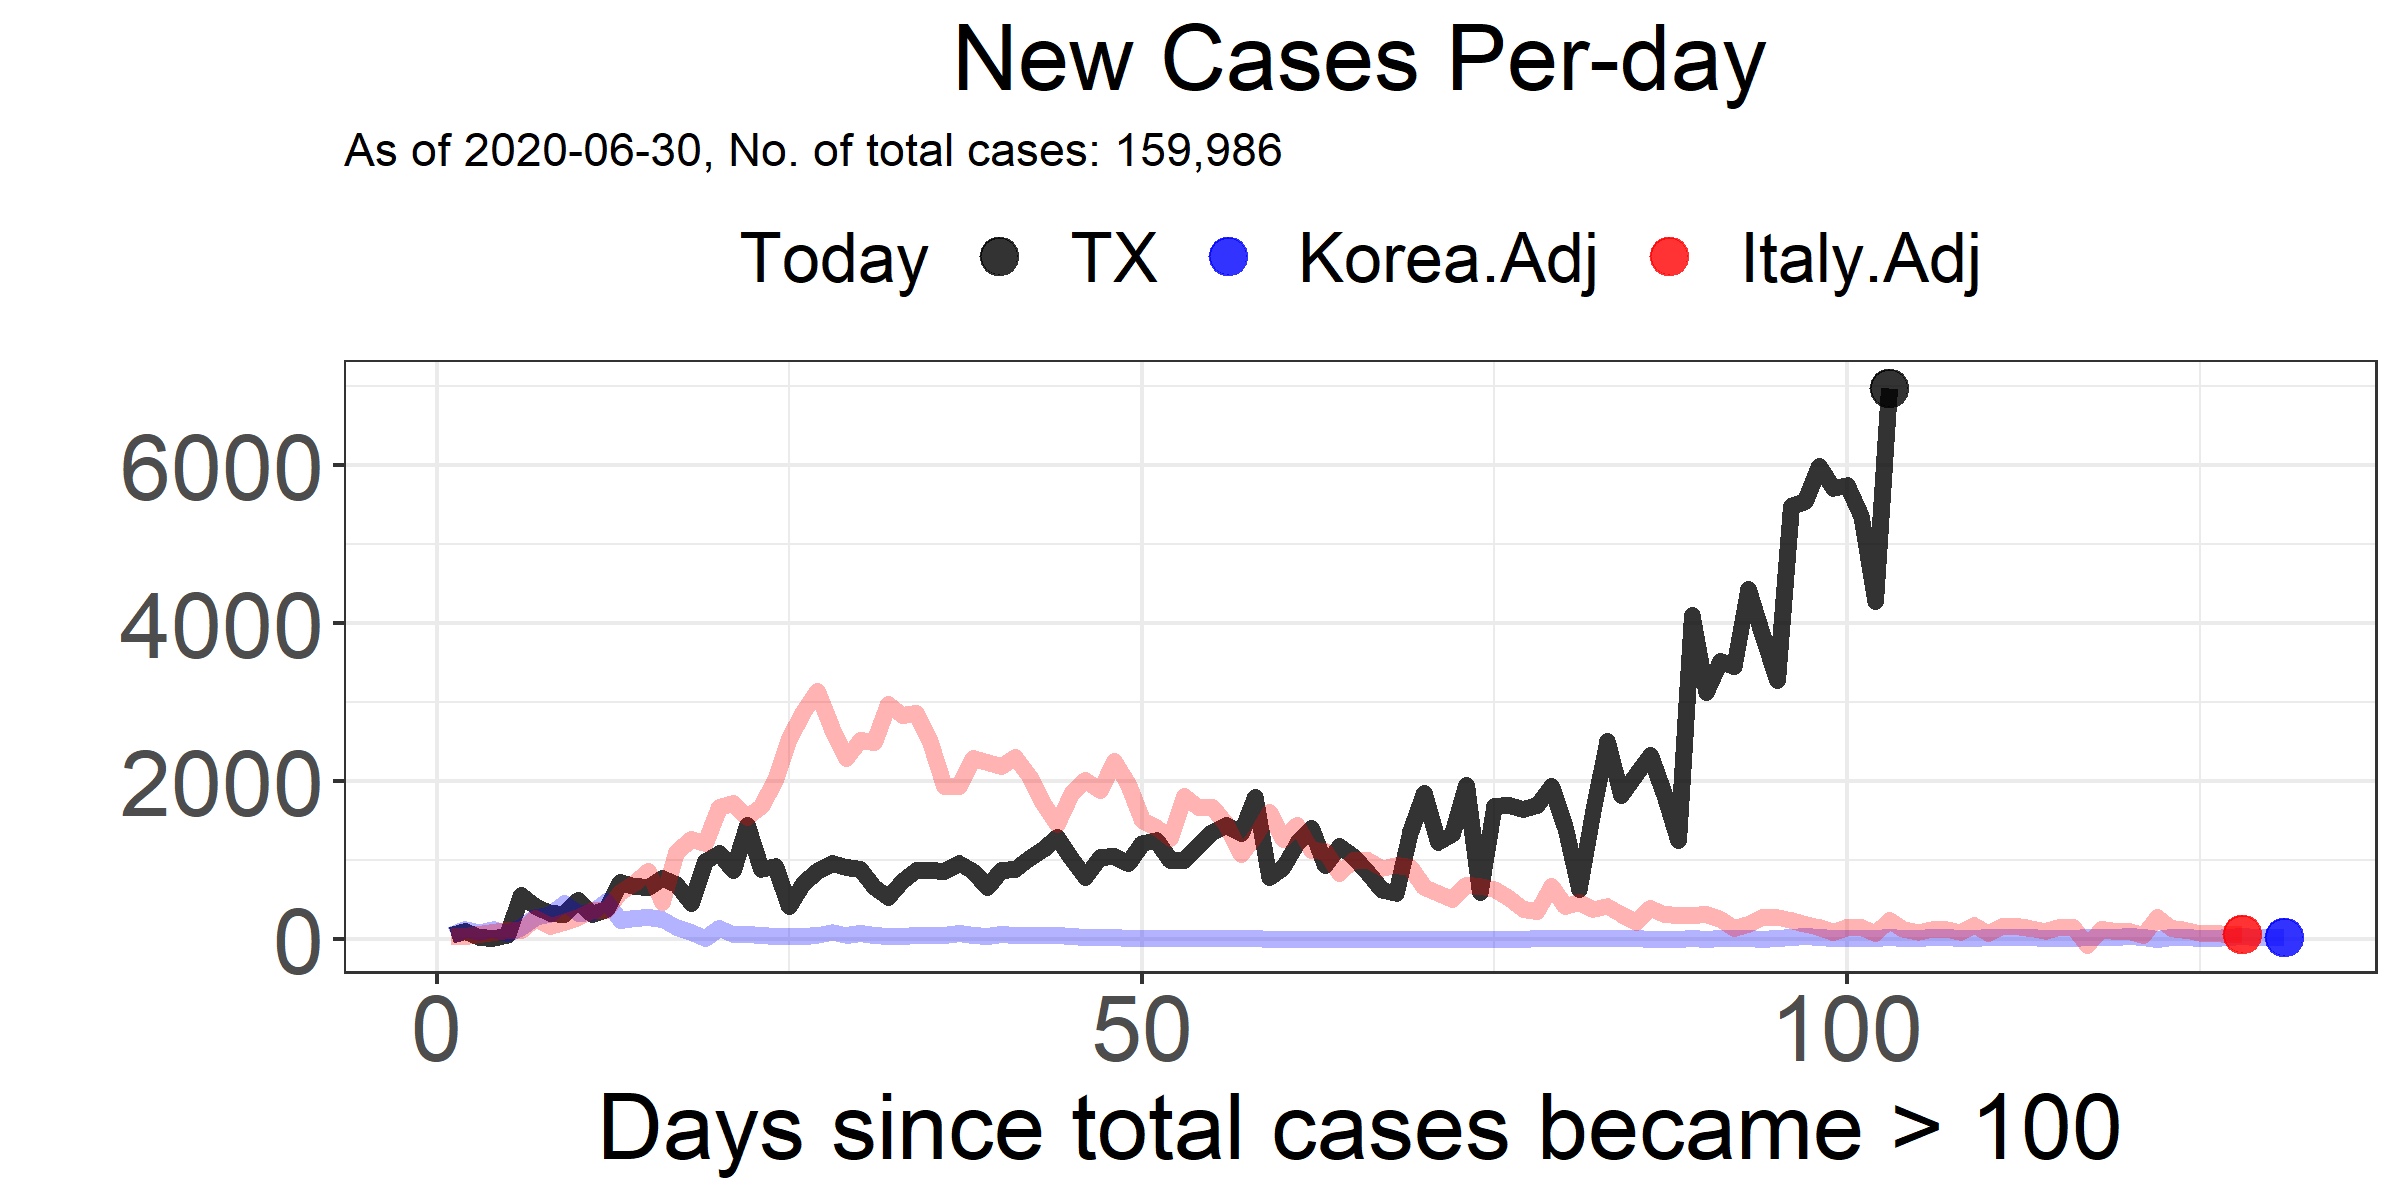 New Cases Per-day
As of 2020-06-30, No. of total cases: 159,986
Today TX Korea.Adj Italy.Adj
6000
4000
2000
0
0 50 100
Days since total cases became > 100